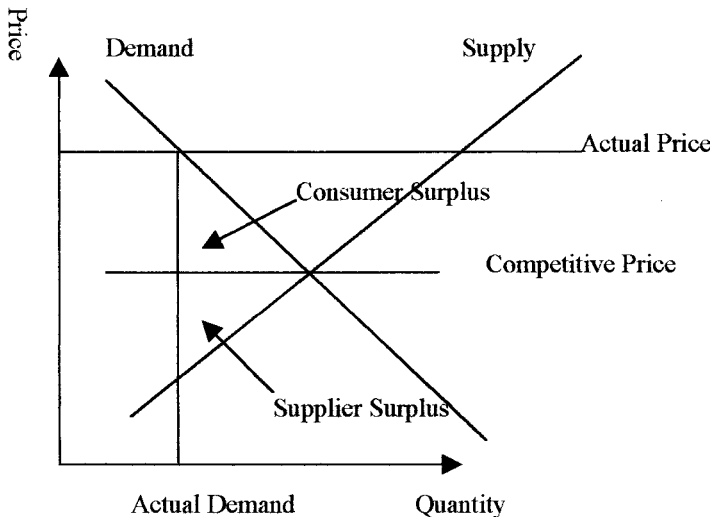 Price
Demand
Supply
Actual Price
Consumer Surplus
Competitive Price
Supplier Surplus
Actual Demand
Quantity